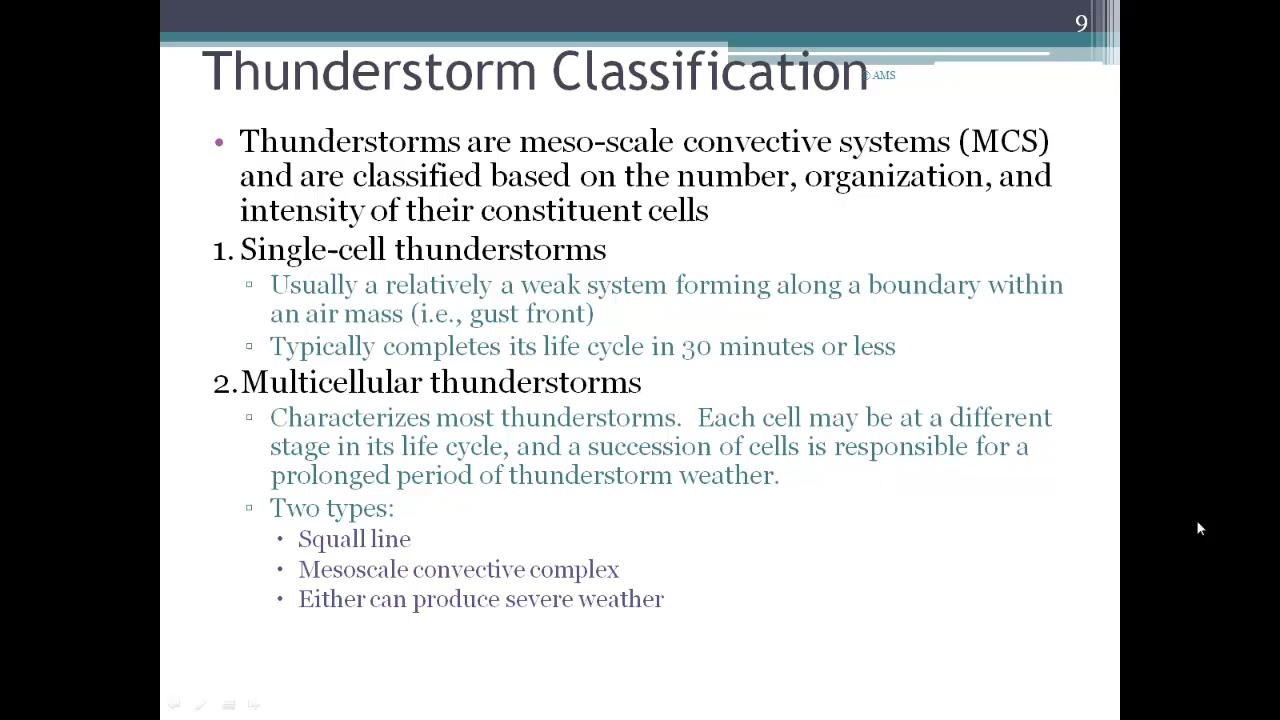 9
Thunderstorm Classification
© AMS
• Thunderstorms are meso-scale convective systems (MCS)
and are classified based on the number, organization, and
intensity of their constituent cells
1. Single-cell thunderstorms
▫ Usually a relatively a weak system forming along a boundary within
an air mass (i.e., gust front)
▫ Typically completes its life cycle in 30 minutes or less
2. Multicellular thunderstorms
▫ Characterizes most thunderstorms. Each cell may be at a different
stage in its life cycle, and a succession of cells is responsible for a
prolonged period of thunderstorm weather.
▫ Two types:
• Squall line
• Mesoscale convective complex
• Either can produce severe weather